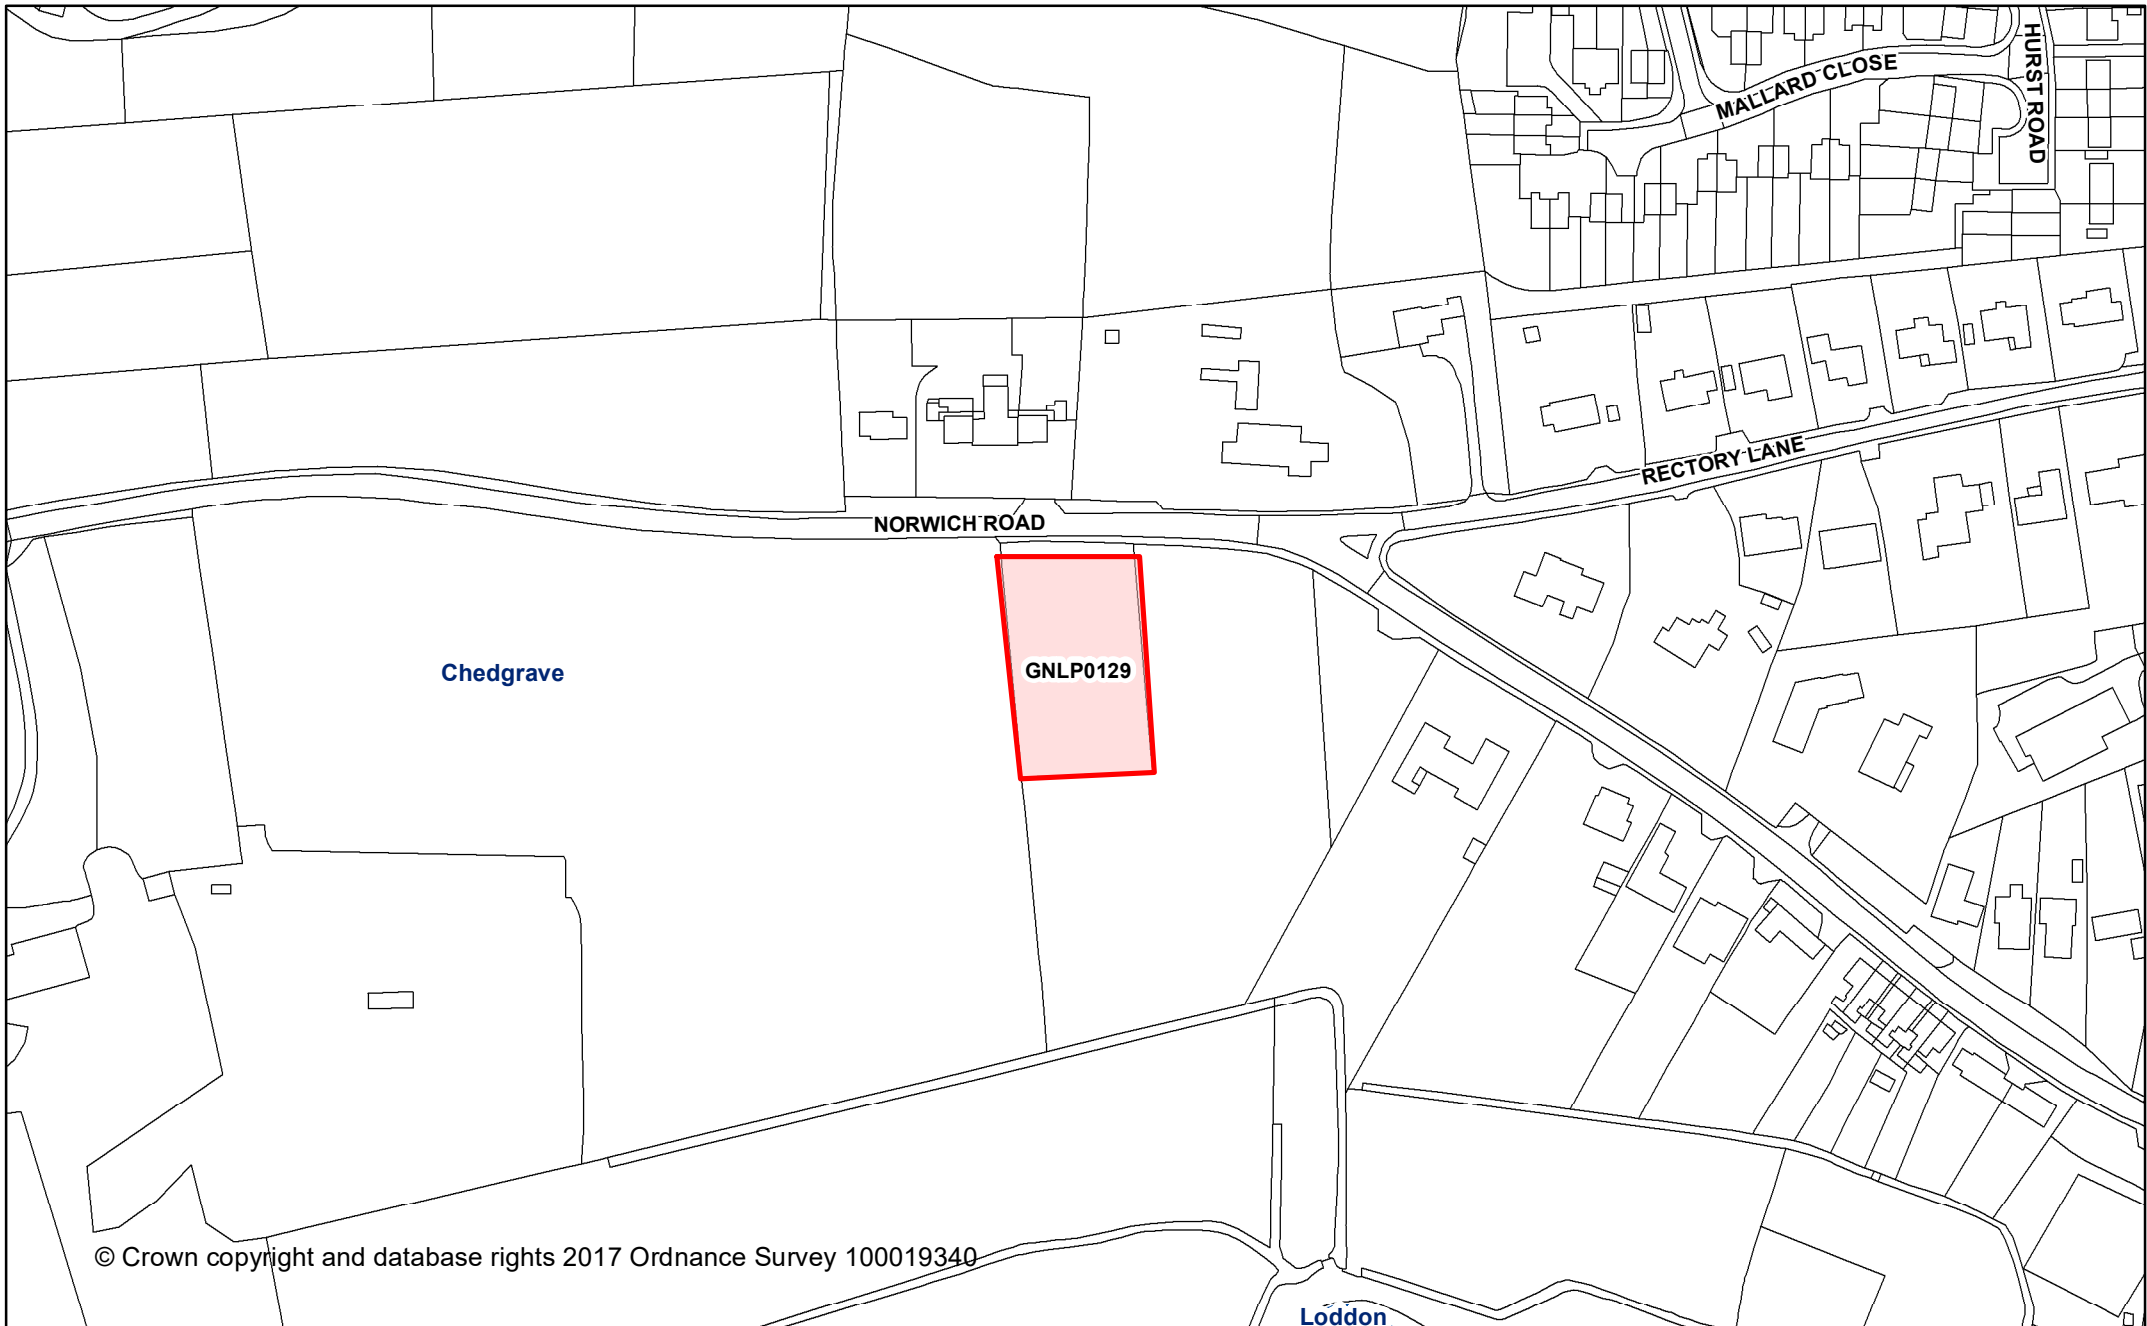 MALLARD CLOSE
HURST ROAD
RECTORY LANE
NORWICH ROAD
Chedgrave
GNLP0129
© Crown copyright and database rights 2017 Ordnance Survey 100019340
Loddon